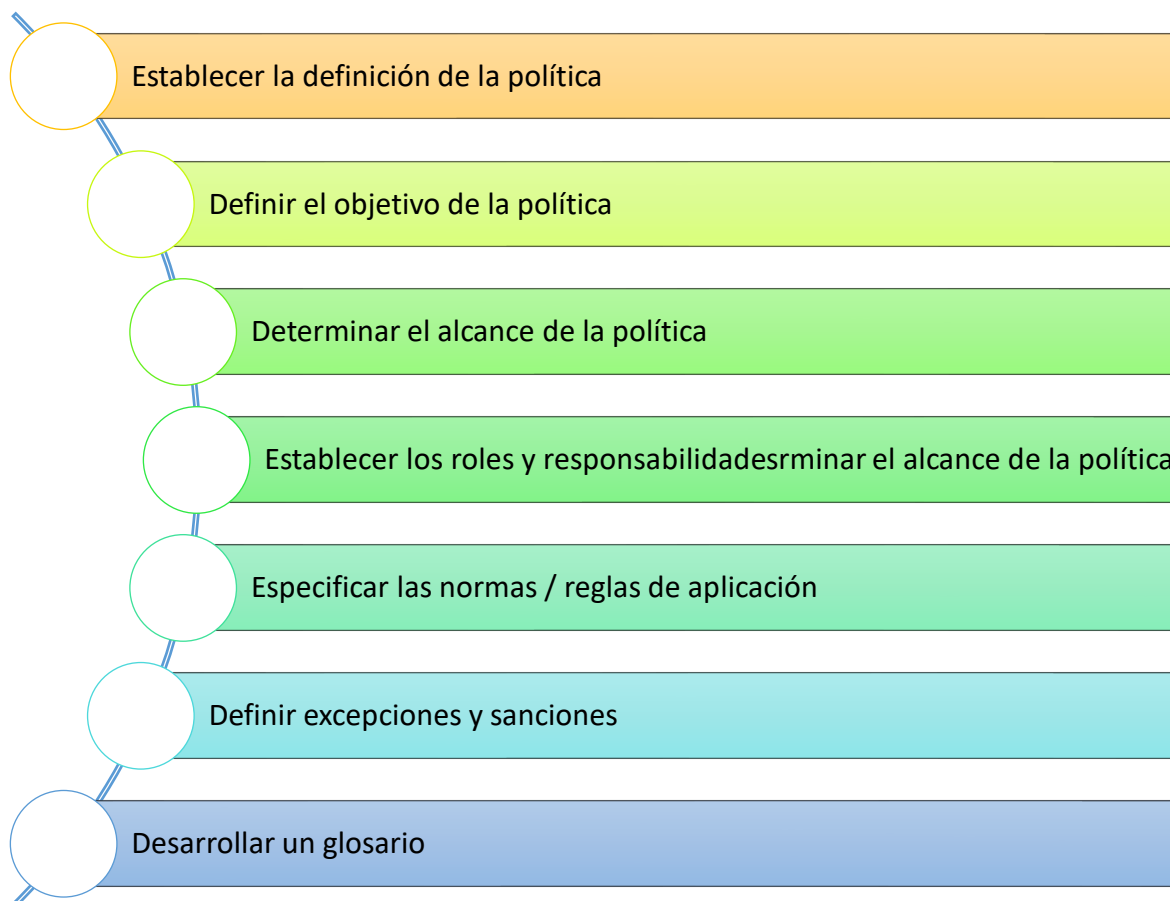 Establecer la definición de la política
Definir el objetivo de la política
Determinar el alcance de la política
Establecer los roles y responsabilidadesrminar el alcance de la política
Especificar las normas / reglas de aplicación
Definir excepciones y sanciones
Desarrollar un glosario